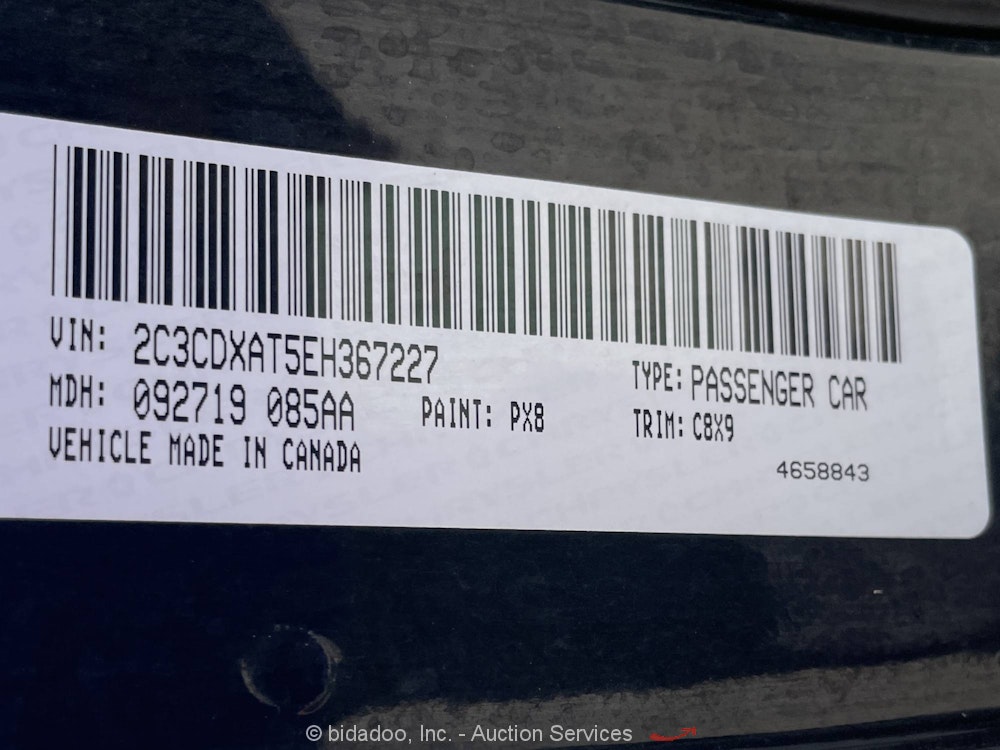 VIN: 2C3CDXAT5EH367227
TYPE: PASSENGER CAR
MDH: 092719 085AA PAINT: PX8 TRIM: C8X9
VEHICLE MADE IN CANADA
4658843
© bidadoo, Inc. - Auction Services